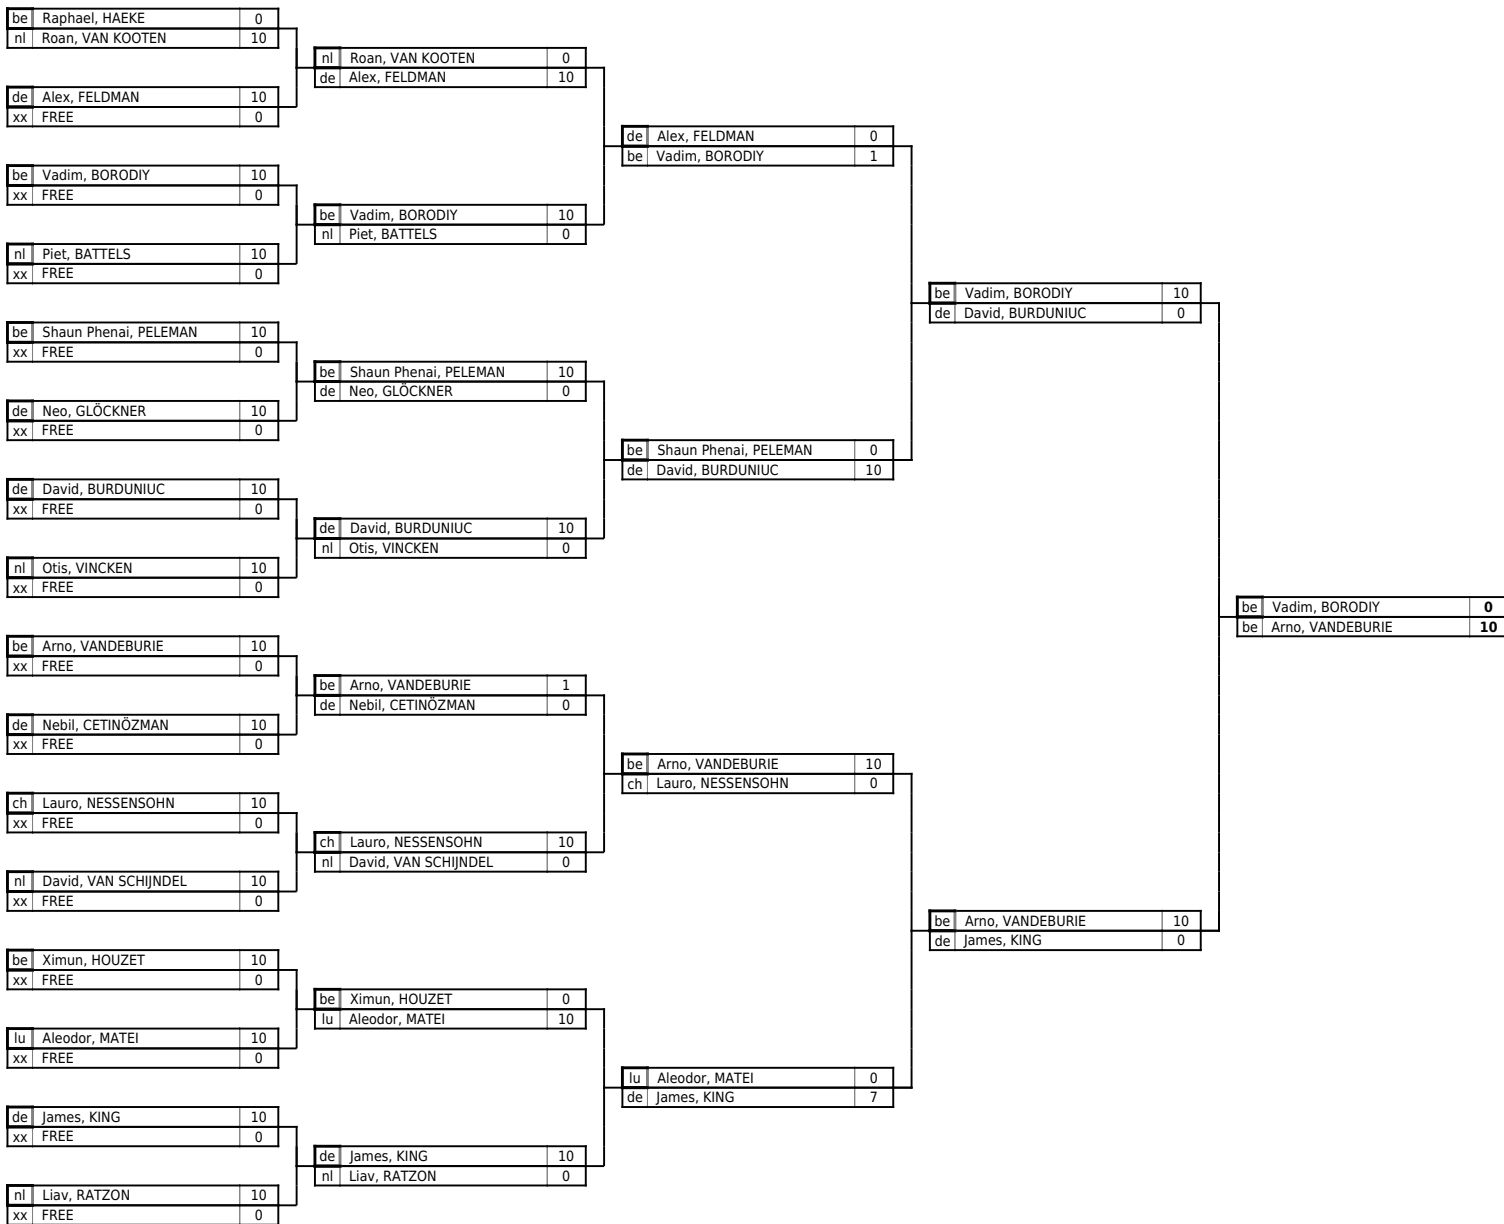 be Raphael, HAEKE 0
nl Roan, VAN KOOTEN 10
de Alex, FELDMAN 10
xx FREE 0
be Vadim, BORODIY 10
xx FREE 0
nl Piet, BATTELS 10
xx FREE 0
be Shaun Phenai, PELEMAN 10
xx FREE 0
de Neo, GLÖCKNER 10
xx FREE 0
de David, BURDUNIUC 10
xx FREE 0
nl Otis, VINCKEN 10
xx FREE 0
be Arno, VANDEBURIE 10
xx FREE 0
de Nebil, CETINÖZMAN 10
xx FREE 0
ch Lauro, NESSENSOHN 10
xx FREE 0
nl David, VAN SCHIJNDEL 10
xx FREE 0
be Ximun, HOUZET 10
xx FREE 0
lu Aleodor, MATEI 10
xx FREE 0
de James, KING 10
xx FREE 0
nl Liav, RATZON 10
xx FREE 0
nl Roan, VAN KOOTEN 0
de Alex, FELDMAN 10
be Vadim, BORODIY 10
nl Piet, BATTELS 0
be Shaun Phenai, PELEMAN 10
de Neo, GLÖCKNER 0
de David, BURDUNIUC 10
nl Otis, VINCKEN 0
be Arno, VANDEBURIE 1
de Nebil, CETINÖZMAN 0
ch Lauro, NESSENSOHN 10
nl David, VAN SCHIJNDEL 0
be Ximun, HOUZET 0
lu Aleodor, MATEI 10
de James, KING 10
nl Liav, RATZON 0
de Alex, FELDMAN 0
be Vadim, BORODIY 1
be Shaun Phenai, PELEMAN 0
de David, BURDUNIUC 10
be Arno, VANDEBURIE 10
ch Lauro, NESSENSOHN 0
lu Aleodor, MATEI 0
de James, KING 7
be Vadim, BORODIY 10
de David, BURDUNIUC 0
be Arno, VANDEBURIE 10
de James, KING 0
be Vadim, BORODIY 0
be Arno, VANDEBURIE 10